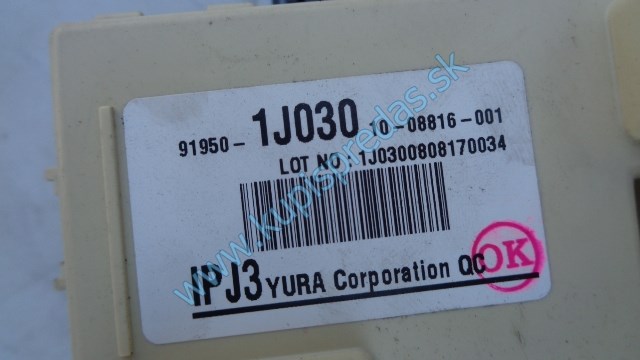 91950-1J030 10-08816-001
LOT NO:1J0300808170034
IPJ3 YURA Corporation QC
OK
www.kupispredas.sk